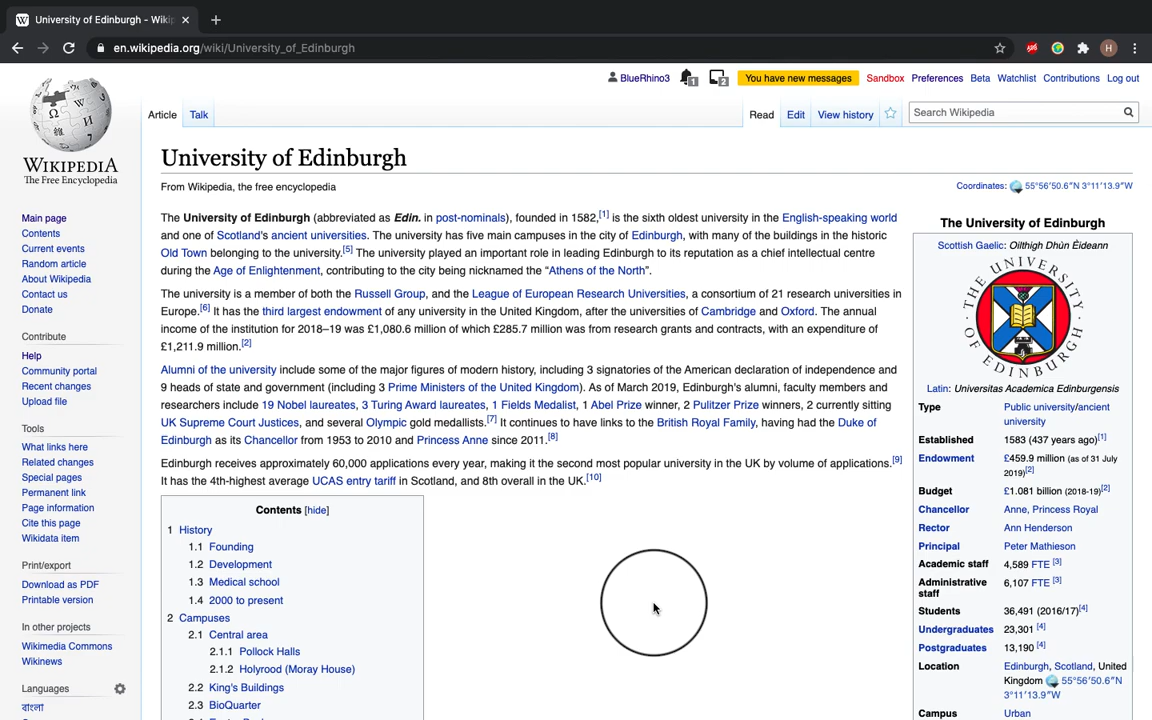 University of Edinburgh - Wiki
en.wikipedia.org/wiki/University_of_Edinburgh
BlueRhino3 1 2 You have new messages Sandbox Preferences Beta Watchlist Contributions Log out
Article Talk Read Edit View history Search Wikipedia
WIKIPEDIA
The Free Encyclopedia
Main page
Contents
Current events
Random article
About Wikipedia
Contact us
Donate
Contribute
Help
Community portal
Recent changes
Upload file
Tools
What links here
Related changes
Special pages
Permanent link
Page information
Cite this page
Wikidata item
Print/export
Download as PDF
Printable version
In other projects
Wikimedia Commons
Wikinews
Languages
বাংলা
University of Edinburgh
From Wikipedia, the free encyclopedia
Coordinates: 55°56′50.6″N 3°11′13.9″W
The University of Edinburgh (abbreviated as Edin. in post-nominals), founded in 1582,[1] is the sixth oldest university in the English-speaking world
and one of Scotland's ancient universities. The university has five main campuses in the city of Edinburgh, with many of the buildings in the historic
Old Town belonging to the university.[5] The university played an important role in leading Edinburgh to its reputation as a chief intellectual centre
during the Age of Enlightenment, contributing to the city being nicknamed the "Athens of the North".
The university is a member of both the Russell Group, and the League of European Research Universities, a consortium of 21 research universities in
Europe.[6] It has the third largest endowment of any university in the United Kingdom, after the universities of Cambridge and Oxford. The annual
income of the institution for 2018–19 was £1,080.6 million of which £285.7 million was from research grants and contracts, with an expenditure of
£1,211.9 million.[2]
Alumni of the university include some of the major figures of modern history, including 3 signatories of the American declaration of independence and
9 heads of state and government (including 3 Prime Ministers of the United Kingdom). As of March 2019, Edinburgh's alumni, faculty members and
researchers include 19 Nobel laureates, 3 Turing Award laureates, 1 Fields Medalist, 1 Abel Prize winner, 2 Pulitzer Prize winners, 2 currently sitting
UK Supreme Court Justices, and several Olympic gold medallists.[7] It continues to have links to the British Royal Family, having had the Duke of
Edinburgh as its Chancellor from 1953 to 2010 and Princess Anne since 2011.[8]
Edinburgh receives approximately 60,000 applications every year, making it the second most popular university in the UK by volume of applications.[9]
It has the 4th-highest average UCAS entry tariff in Scotland, and 8th overall in the UK.[10]
Contents [hide]
1 History
1.1 Founding
1.2 Development
1.3 Medical school
1.4 2000 to present
2 Campuses
2.1 Central area
2.1.1 Pollock Halls
2.1.2 Holyrood (Moray House)
2.2 King's Buildings
2.3 BioQuarter
The University of Edinburgh
Scottish Gaelic: Oilthigh Dhùn Èideann
THE UNIVERSITY OF EDINBURGH
Latin: Universitas Academica Edinburgensis
Type Public university/ancient
university
Established 1583 (437 years ago)[1]
Endowment £459.9 million (as of 31 July
2019)[2]
Budget £1.081 billion (2018-19)[2]
Chancellor Anne, Princess Royal
Rector Ann Henderson
Principal Peter Mathieson
Academic staff 4,589 FTE [3]
Administrative 6,107 FTE [3]
staff
Students 36,491 (2016/17)[4]
Undergraduates 23,301 [4]
Postgraduates 13,190 [4]
Location Edinburgh, Scotland, United
Kingdom 55°56′50.6″N
3°11′13.9″W
Campus Urban